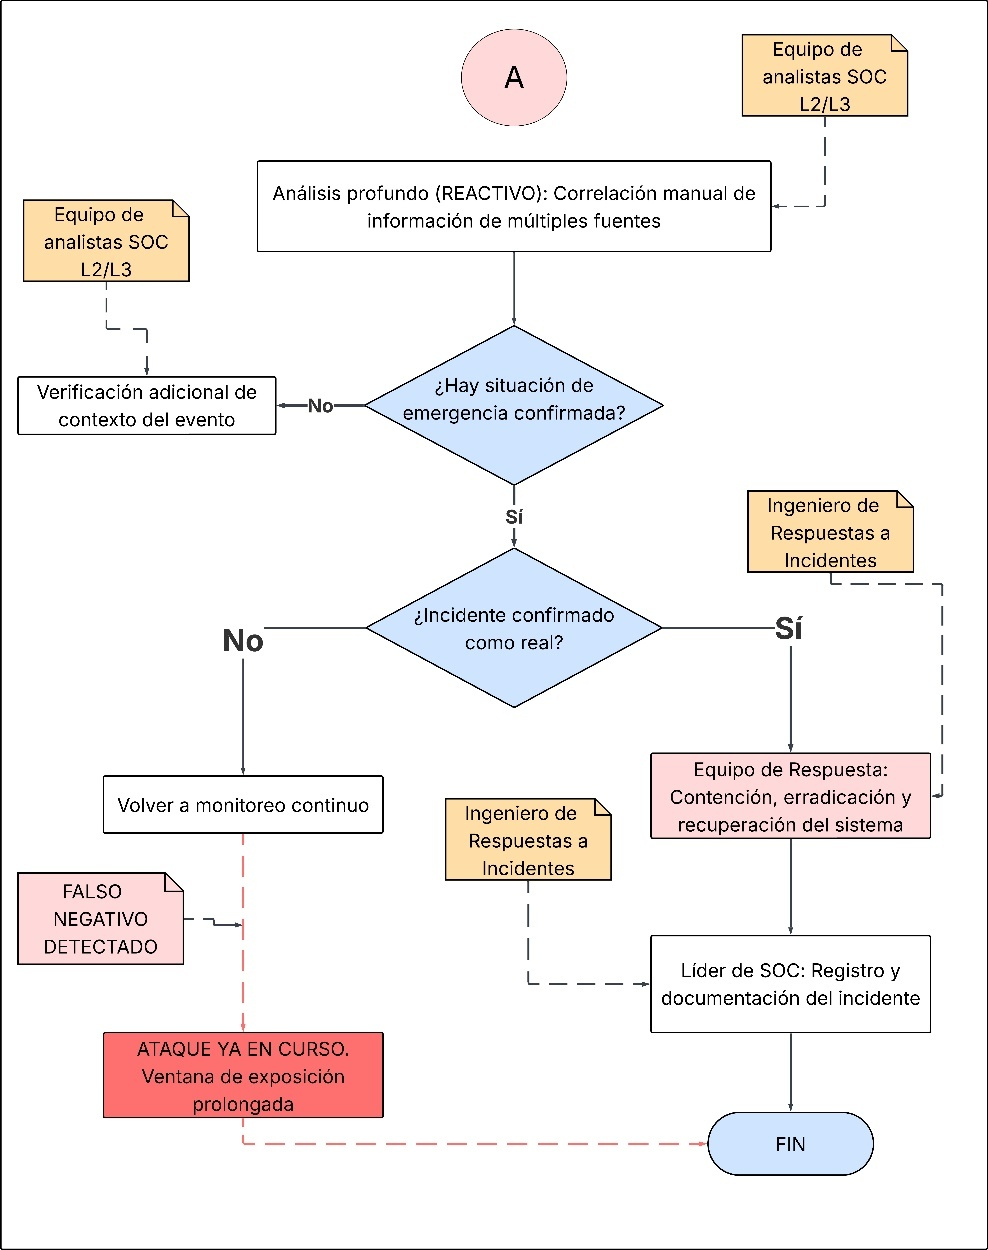 A
Equipo de
analistas SOC
L2/L3
Análisis profundo (REACTIVO): Correlación manual de
información de múltiples fuentes
Equipo de
analistas SOC
L2/L3
¿Hay situación de
emergencia confirmada?
No
Verificación adicional de
contexto del evento
Sí
Ingeniero de
Respuestas a
Incidentes
¿Incidente confirmado
como real?
No
Sí
Equipo de Respuesta:
Contención, erradicación y
recuperación del sistema
Volver a monitoreo continuo
Ingeniero de
Respuestas a
Incidentes
FALSO
NEGATIVO
DETECTADO
Líder de SOC: Registro y
documentación del incidente
ATAQUE YA EN CURSO.
Ventana de exposición
prolongada
FIN